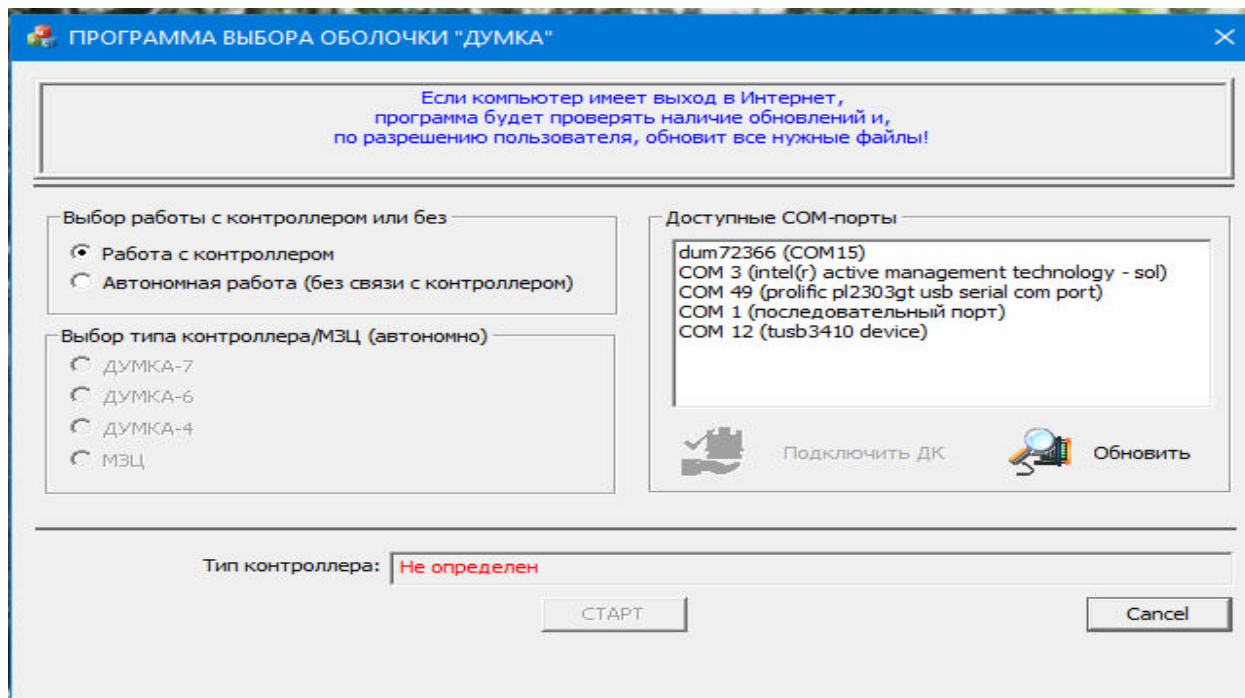 ПРОГРАММА ВЫБОРА ОБОЛОЧКИ "ДУМКА"
Если компьютер имеет выход в Интернет,
программа будет проверять наличие обновлений и,
по разрешению пользователя, обновит все нужные файлы!
Выбор работы с контроллером или без
Работа с контроллером
Автономная работа (без связи с контроллером)
Выбор типа контроллера/МЗЦ (автономно)
ДУМКА-7
ДУМКА-6
ДУМКА-4
МЗЦ
Доступные COM-порты
dum72366 (COM15)
COM 3 (intel(r) active management technology - sol)
COM 49 (prolific pl2303gt usb serial com port)
COM 1 (последовательный порт)
COM 12 (tusb3410 device)
Подключить ДК
Обновить
Тип контроллера: Не определен
СТАРТ
Cancel